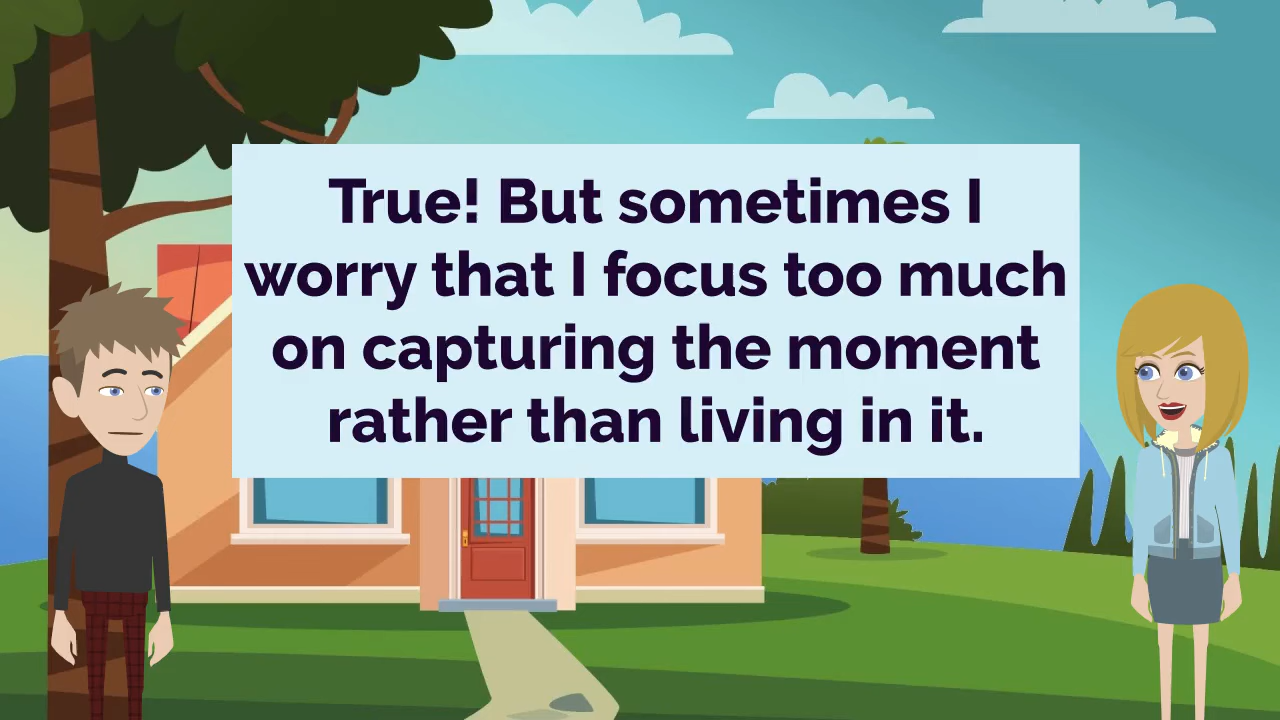 True! But sometimes I
worry that I focus too much
on capturing the moment
rather than living in it.